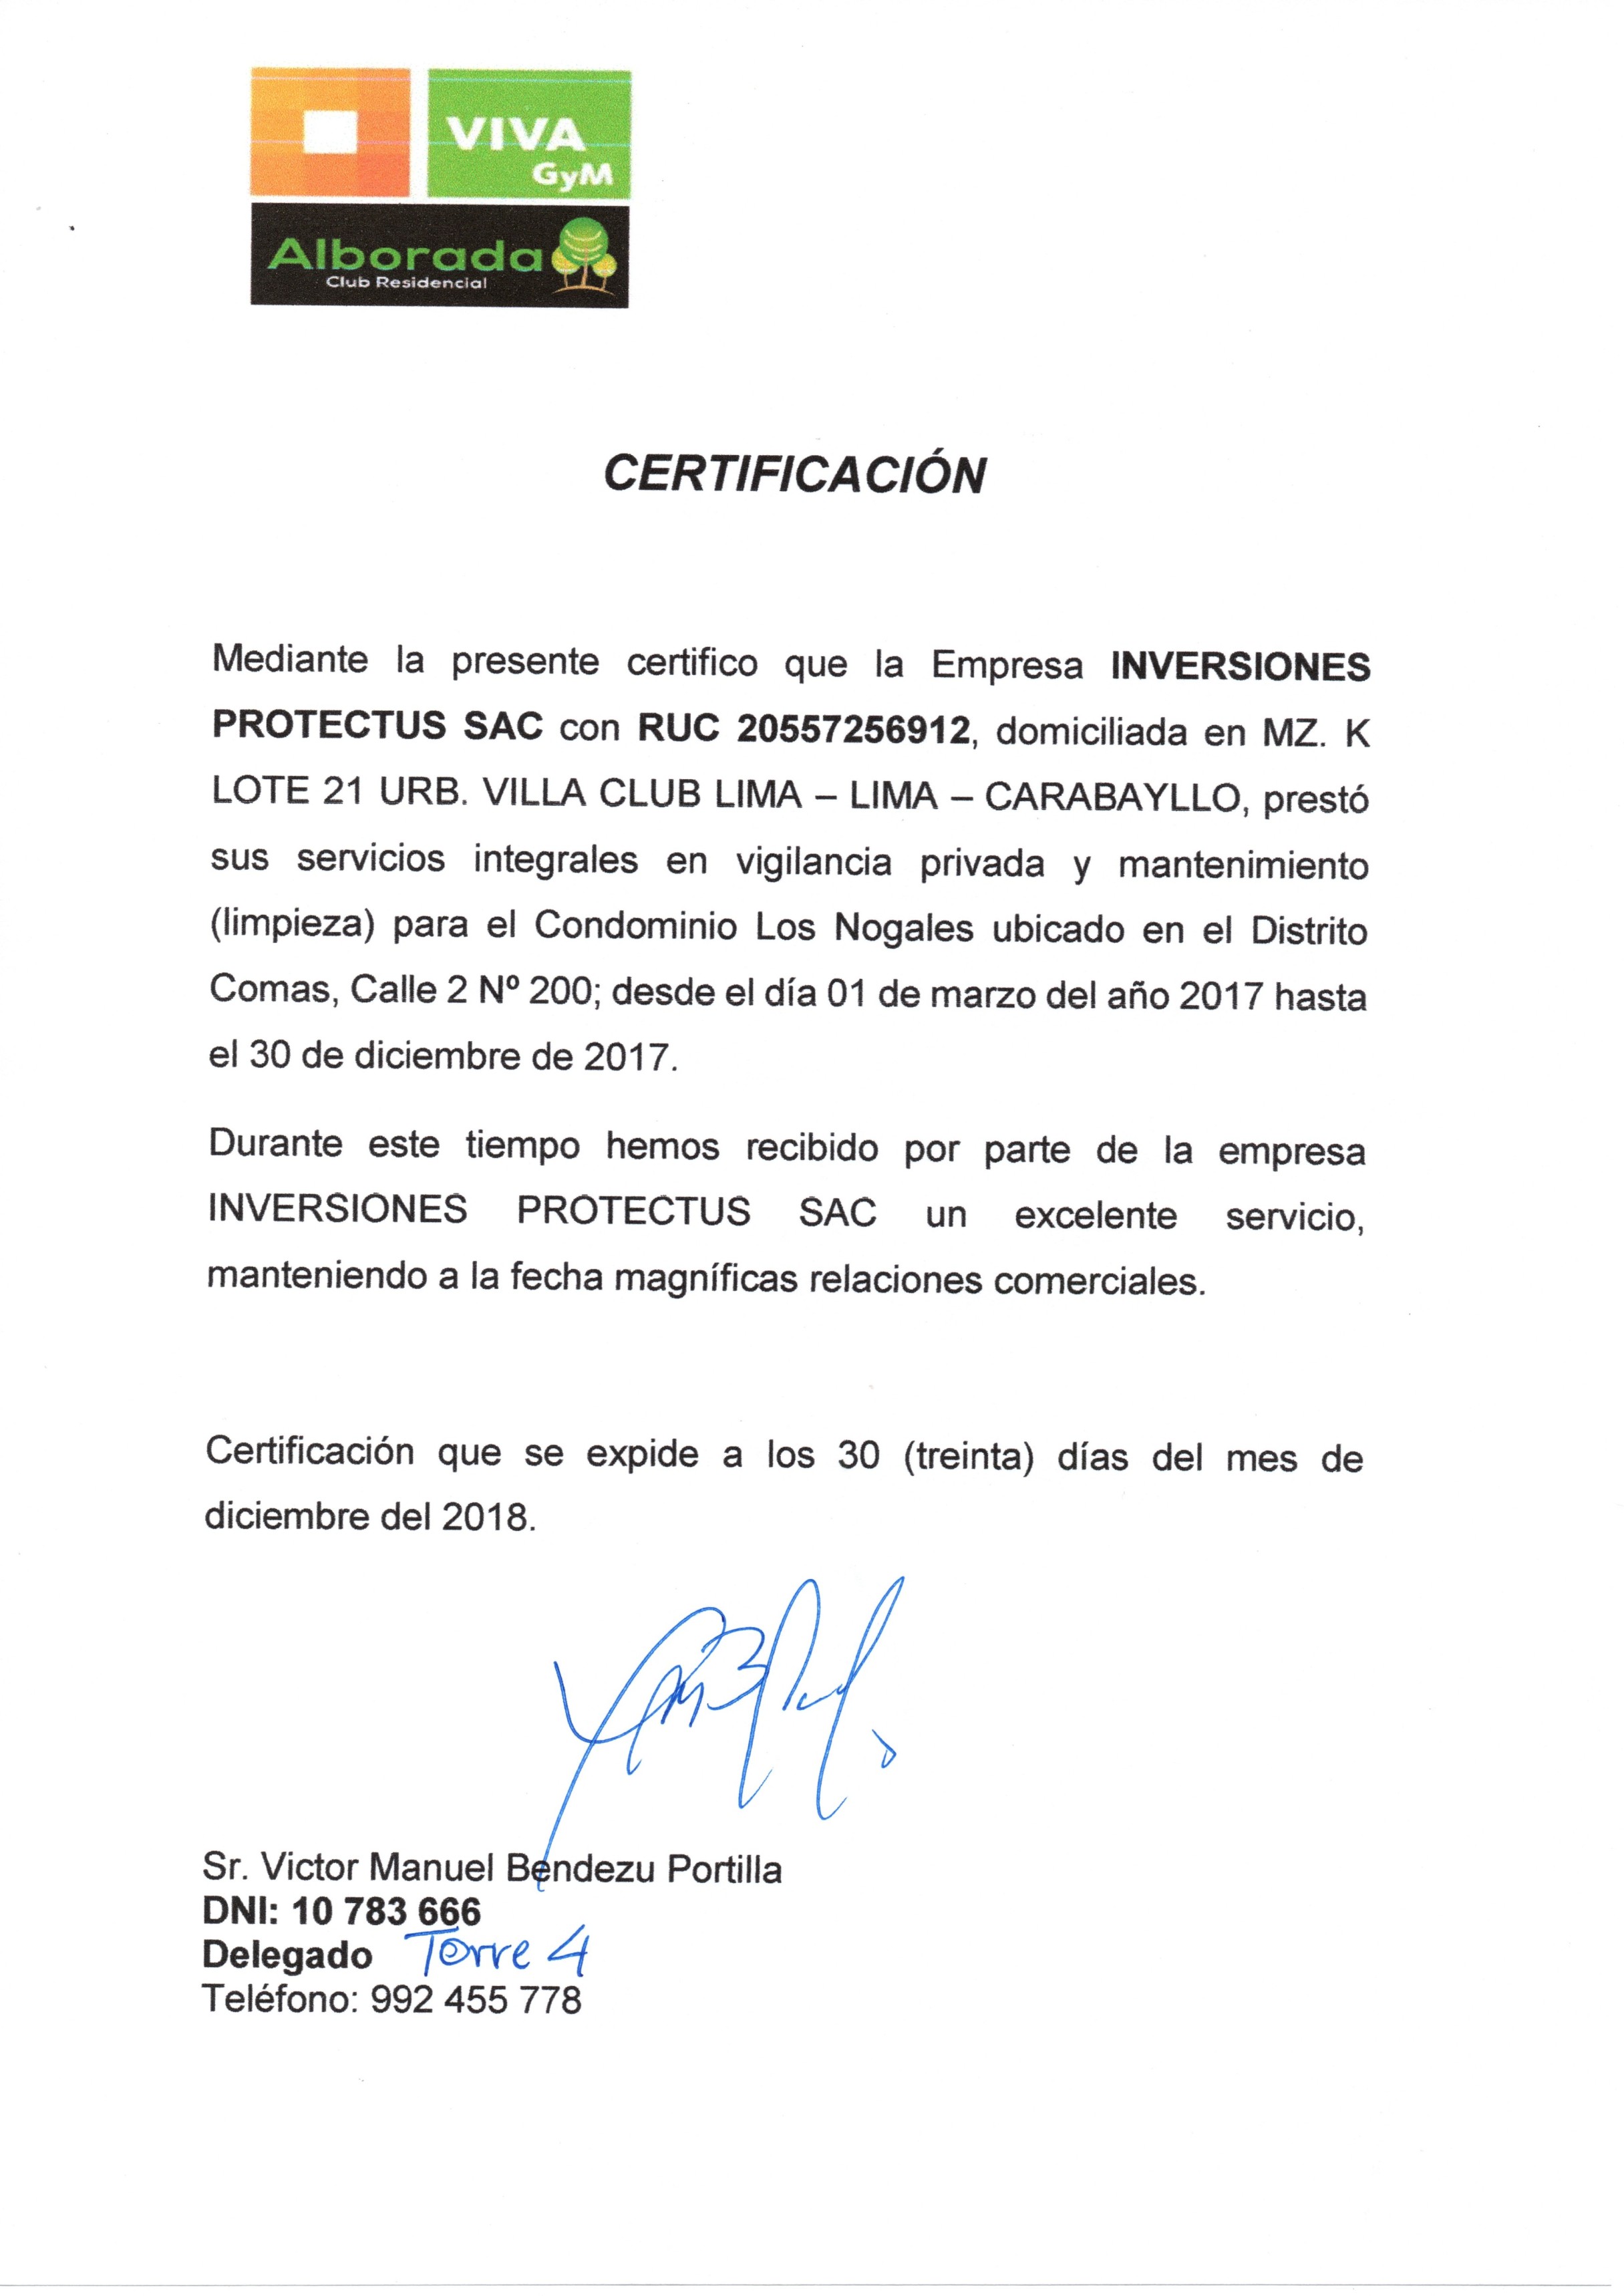 VIVA
GyM
Alborada
Club Residencial
CERTIFICACIÓN
Mediante la presente certifico que la Empresa INVERSIONES
PROTECTUS SAC con RUC 20557256912, domiciliada en MZ. K
LOTE 21 URB. VILLA CLUB LIMA – LIMA – CARABAYLLO, prestó
sus servicios integrales en vigilancia privada y mantenimiento
(limpieza) para el Condominio Los Nogales ubicado en el Distrito
Comas, Calle 2 Nº 200; desde el día 01 de marzo del año 2017 hasta
el 30 de diciembre de 2017.
Durante este tiempo hemos recibido por parte de la empresa
INVERSIONES PROTECTUS SAC un excelente servicio,
manteniendo a la fecha magníficas relaciones comerciales.
Certificación que se expide a los 30 (treinta) días del mes de
diciembre del 2018.
Sr. Victor Manuel Bendezu Portilla
DNI: 10 783 666
Delegado Torre 4
Teléfono: 992 455 778